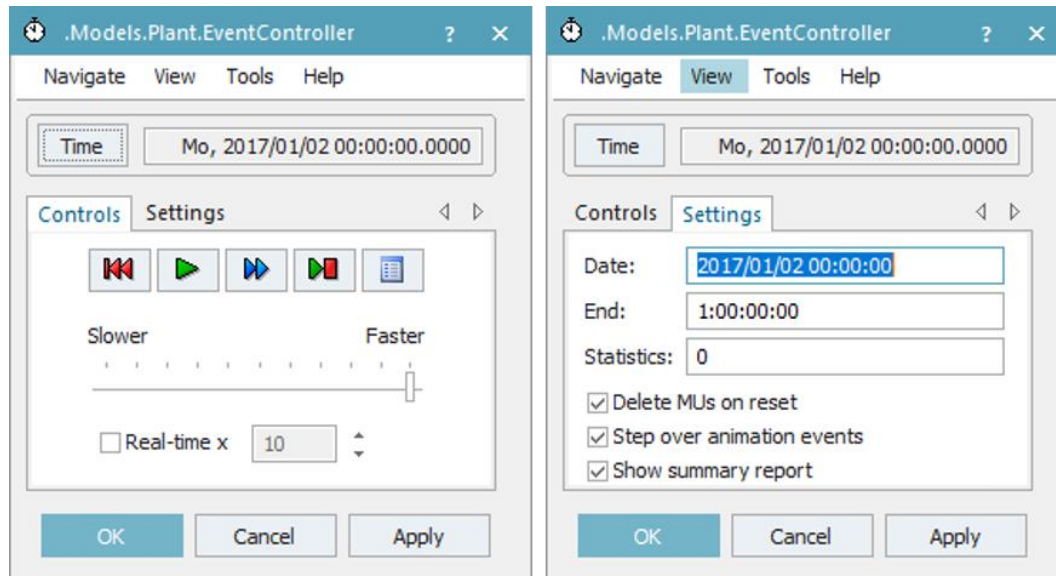 .Models.Plant.EventController ? ×
Navigate View Tools Help
Time Mo, 2017/01/02 00:00:00.0000
Controls Settings
Slower Faster
Real-time x 10
OK Cancel Apply
.Models.Plant.EventController ? ×
Navigate View Tools Help
Time Mo, 2017/01/02 00:00:00.0000
Controls Settings
Date: 2017/01/02 00:00:00
End: 1:00:00:00
Statistics: 0
Delete MUs on reset
Step over animation events
Show summary report
OK Cancel Apply